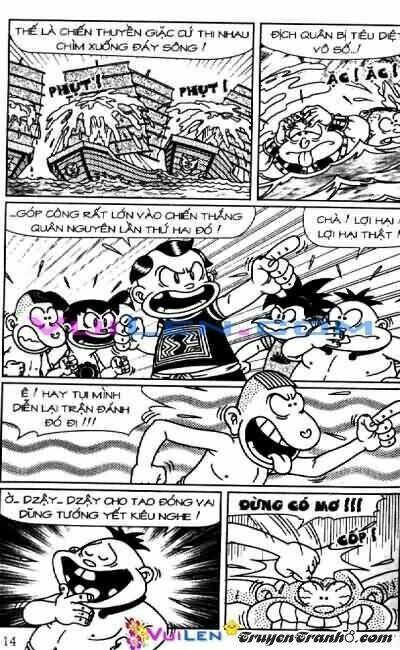 THẾ LÀ CHIẾN THUYỀN GIẶC CỨ THI NHAU
CHÌM XUỐNG ĐÁY SÔNG!
PHỤT!
PHỤT!
ĐỊCH QUÂN BỊ TIÊU DIỆT
VÔ SỐ...!
ÁC! ÁC!
...GÓP CÔNG RẤT LỚN VÀO CHIẾN THẮNG
QUÂN NGUYÊN LẦN THỨ HAI ĐÓ!
CHÀ! LỢI HẠI
LỢI HẠI THẬT!
VUILEN.COM
Ê! HAY TỤI MÌNH
DIỄN LẠI TRẬN ĐÁNH
ĐÓ ĐI!!!
Ờ... DZẬY... DZẬY CHO TAO ĐÓNG VAI
DŨNG TƯỚNG YẾT KIÊU NGHE!
ĐỪNG CÓ MƠ!!!
CỐP!
14
VUILEN
TruyenTranh8.com